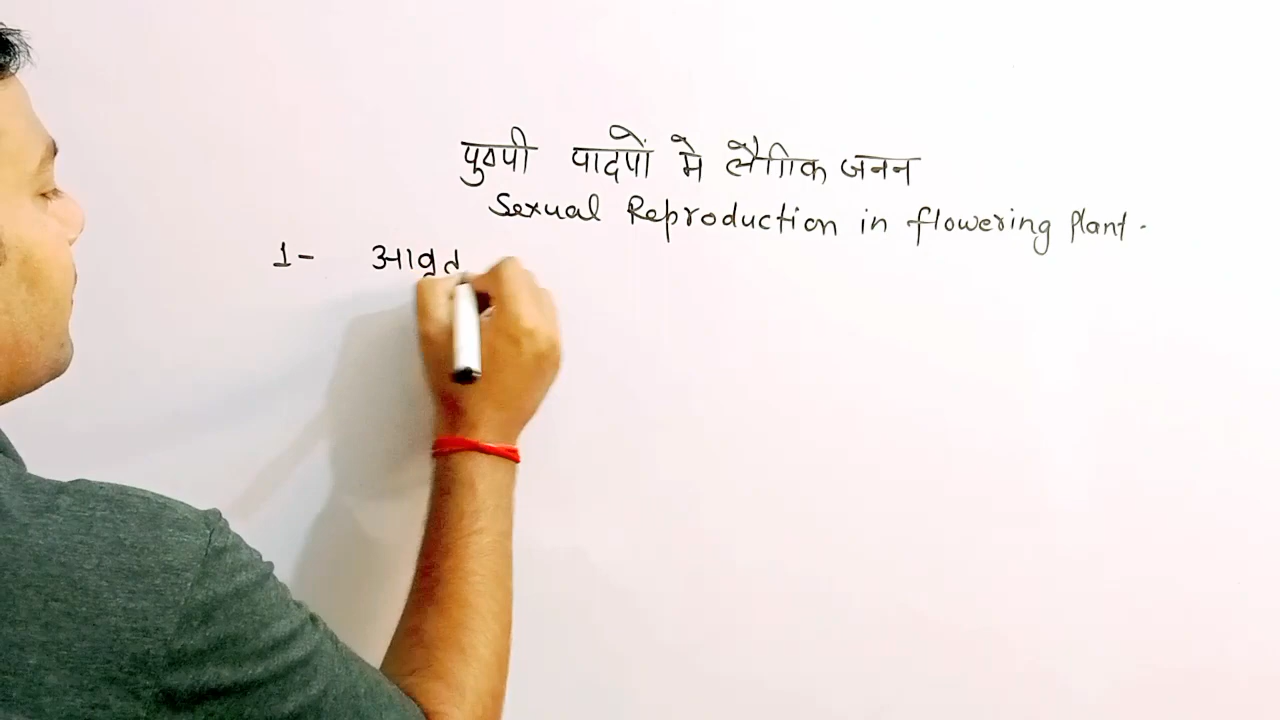 पुष्पी पादपों मे लैंगिक जनन
Sexual Reproduction in flowering Plant.
1- आवृत